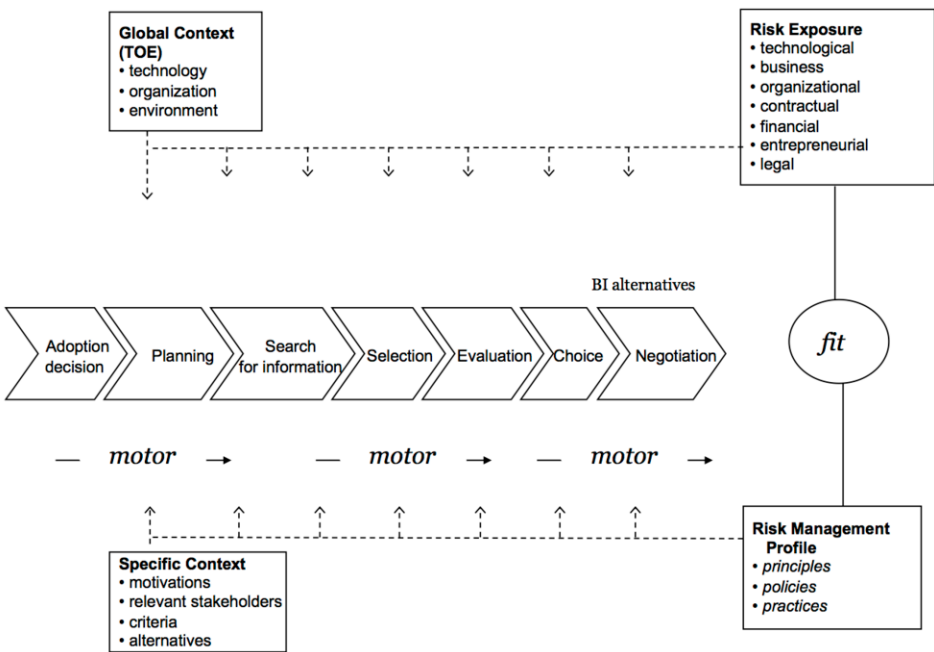 Global Context
(TOE)
• technology
• organization
• environment
Risk Exposure
• technological
• business
• organizational
• contractual
• financial
• entrepreneurial
• legal
BI alternatives
Adoption
decision
Planning
Search
for information
Selection
Evaluation
Choice
Negotiation
fit
motor
motor
motor
Specific Context
• motivations
• relevant stakeholders
• criteria
• alternatives
Risk Management
Profile
• principles
• policies
• practices